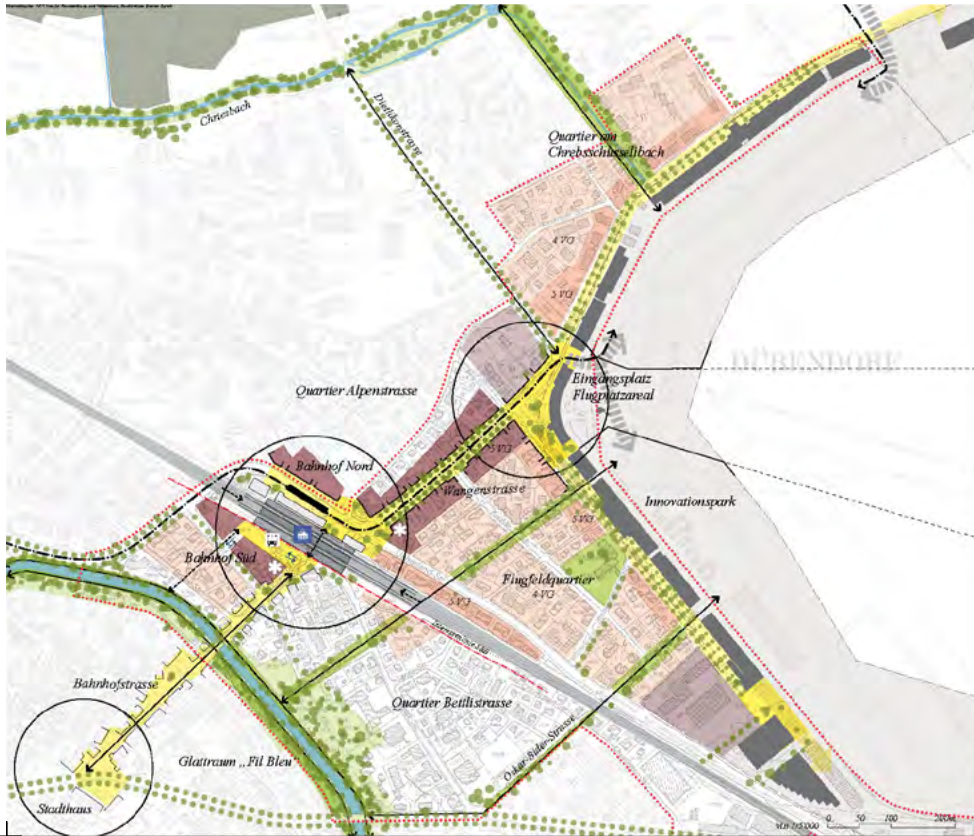 Chriesbach
Dietlikonstrasse
Quartier am
Chrebsschüsselibach
4 VG
5 VG
DÜBENDORF
Eingangsplatz
Flugplatzareal
Quartier Alpenstrasse
5 VG
Bahnhof Nord
Wangenstrasse
Innovationspark
5 VG
Bahnhof Süd
Flugfeldquartier
4 VG
5 VG
Bahnhofstrasse
Quartier Bettlistrasse
Oskar-Bider-Strasse
Glattraum „Fil Bleu“
Stadthaus
0 50 100 200m